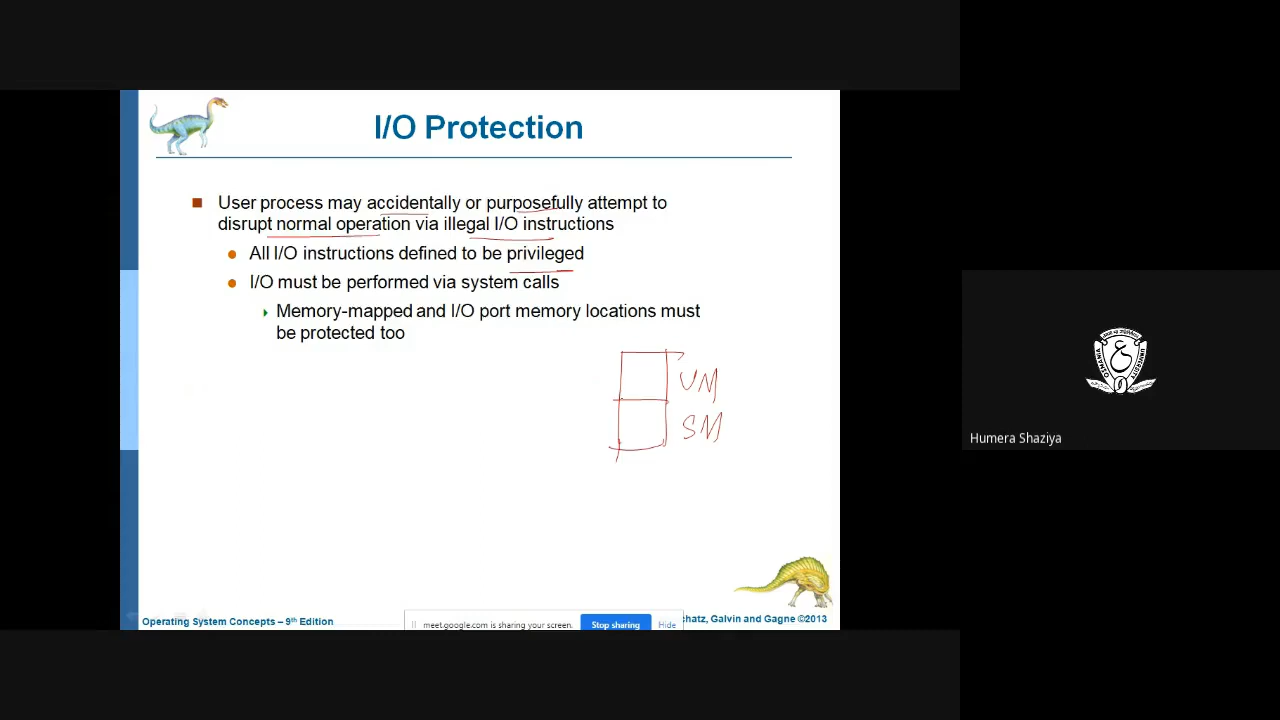 I/O Protection
User process may accidentally or purposefully attempt to
disrupt normal operation via illegal I/O instructions
All I/O instructions defined to be privileged
I/O must be performed via system calls
Memory-mapped and I/O port memory locations must
be protected too
UM
SM
Humera Shaziya
Operating System Concepts – 9th Edition
meet.google.com is sharing your screen.
Stop sharing
Hide
chatz, Galvin and Gagne ©2013